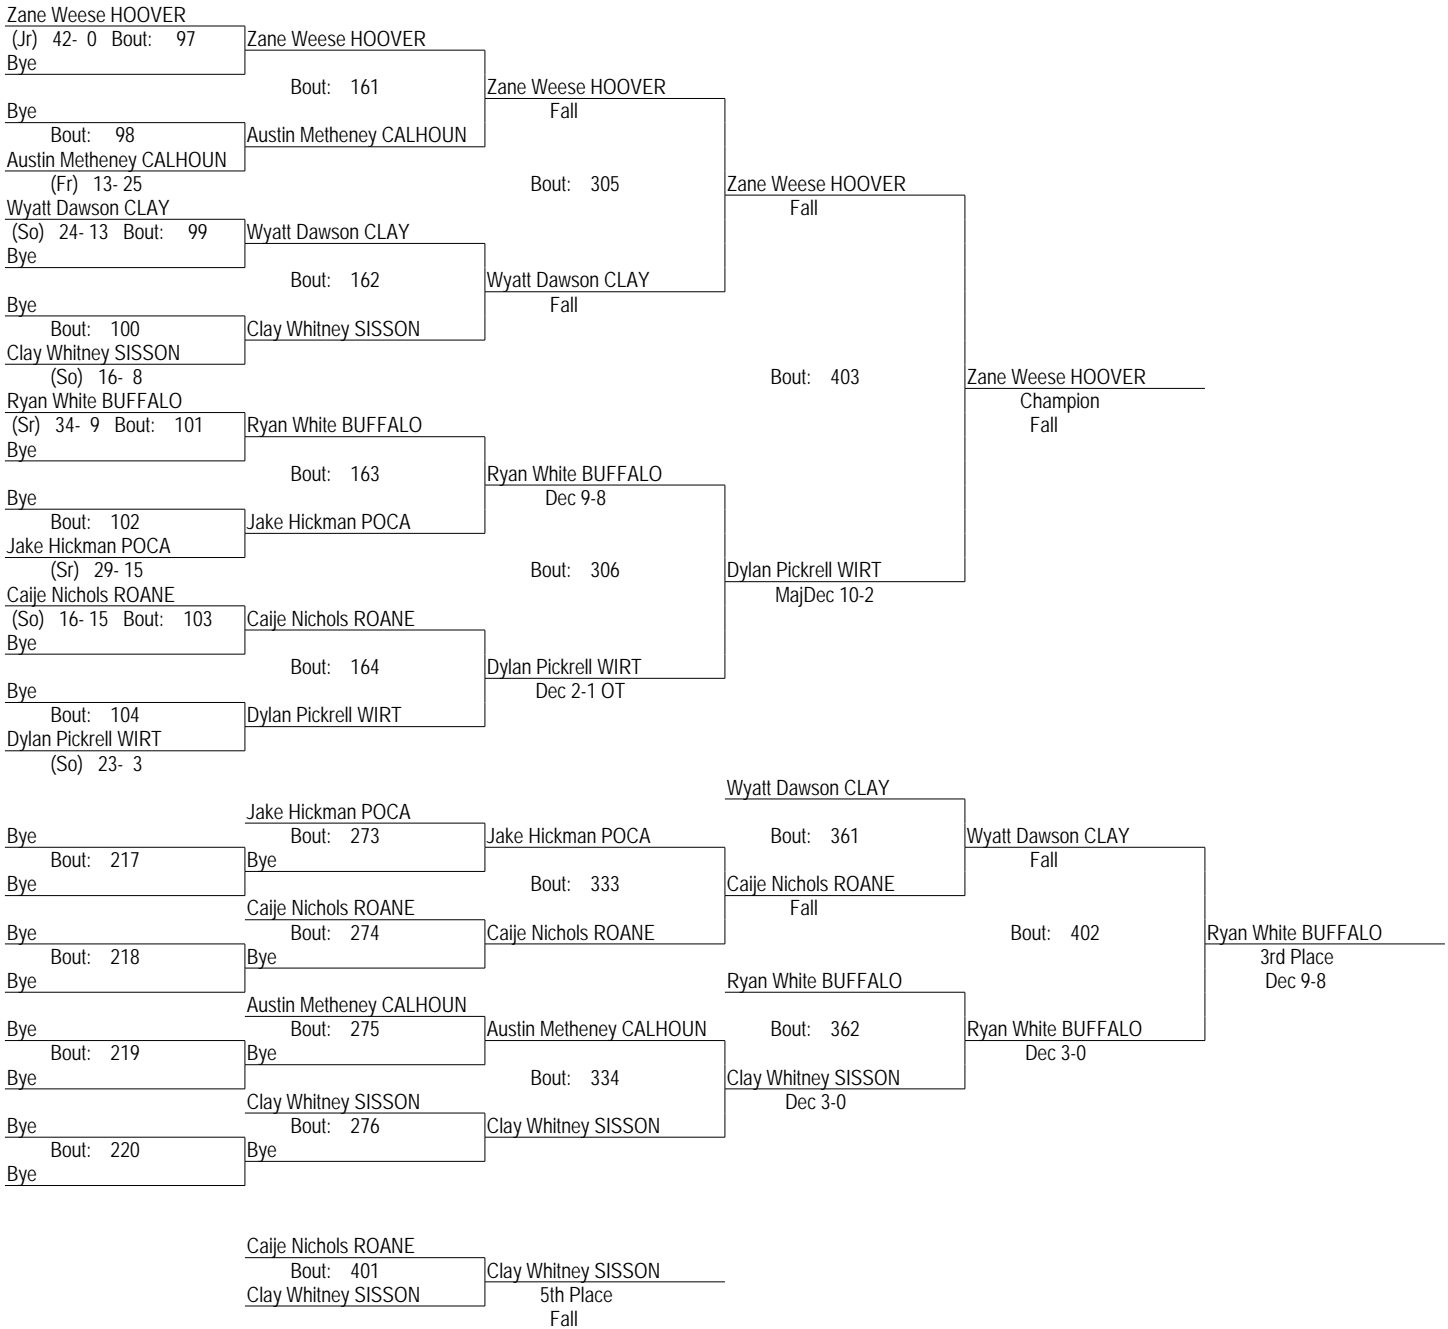 Zane Weese HOOVER
(Jr) 42- 0 Bout: 97 Zane Weese HOOVER
Bye
Bout: 161 Zane Weese HOOVER
Bye Fall
Bout: 98 Austin Metheney CALHOUN
Austin Metheney CALHOUN
(Fr) 13- 25 Bout: 305 Zane Weese HOOVER
Wyatt Dawson CLAY Fall
(So) 24- 13 Bout: 99 Wyatt Dawson CLAY
Bye
Bout: 162 Wyatt Dawson CLAY
Bye Fall
Bout: 100 Clay Whitney SISSON
Clay Whitney SISSON
(So) 16- 8 Bout: 403 Zane Weese HOOVER
Ryan White BUFFALO Champion
(Sr) 34- 9 Bout: 101 Ryan White BUFFALO Fall
Bye
Bout: 163 Ryan White BUFFALO
Bye Dec 9-8
Bout: 102 Jake Hickman POCA
Jake Hickman POCA
(Sr) 29- 15 Bout: 306 Dylan Pickrell WIRT
Caije Nichols ROANE MajDec 10-2
(So) 16- 15 Bout: 103 Caije Nichols ROANE
Bye
Bout: 164 Dylan Pickrell WIRT
Bye Dec 2-1 OT
Bout: 104 Dylan Pickrell WIRT
Dylan Pickrell WIRT
(So) 23- 3
Wyatt Dawson CLAY
Jake Hickman POCA
Bye Bout: 273 Jake Hickman POCA Bout: 361 Wyatt Dawson CLAY
Bout: 217 Bye Fall
Bye Bout: 333 Caije Nichols ROANE
Caije Nichols ROANE Fall
Bye Bout: 274 Caije Nichols ROANE Bout: 402 Ryan White BUFFALO
Bout: 218 Bye 3rd Place
Bye Ryan White BUFFALO Dec 9-8
Austin Metheney CALHOUN
Bye Bout: 275 Austin Metheney CALHOUN Bout: 362 Ryan White BUFFALO
Bout: 219 Bye Dec 3-0
Bye Bout: 334 Clay Whitney SISSON
Clay Whitney SISSON Dec 3-0
Bye Bout: 276 Clay Whitney SISSON
Bout: 220 Bye
Bye
Caije Nichols ROANE
Bout: 401 Clay Whitney SISSON
Clay Whitney SISSON 5th Place
Fall